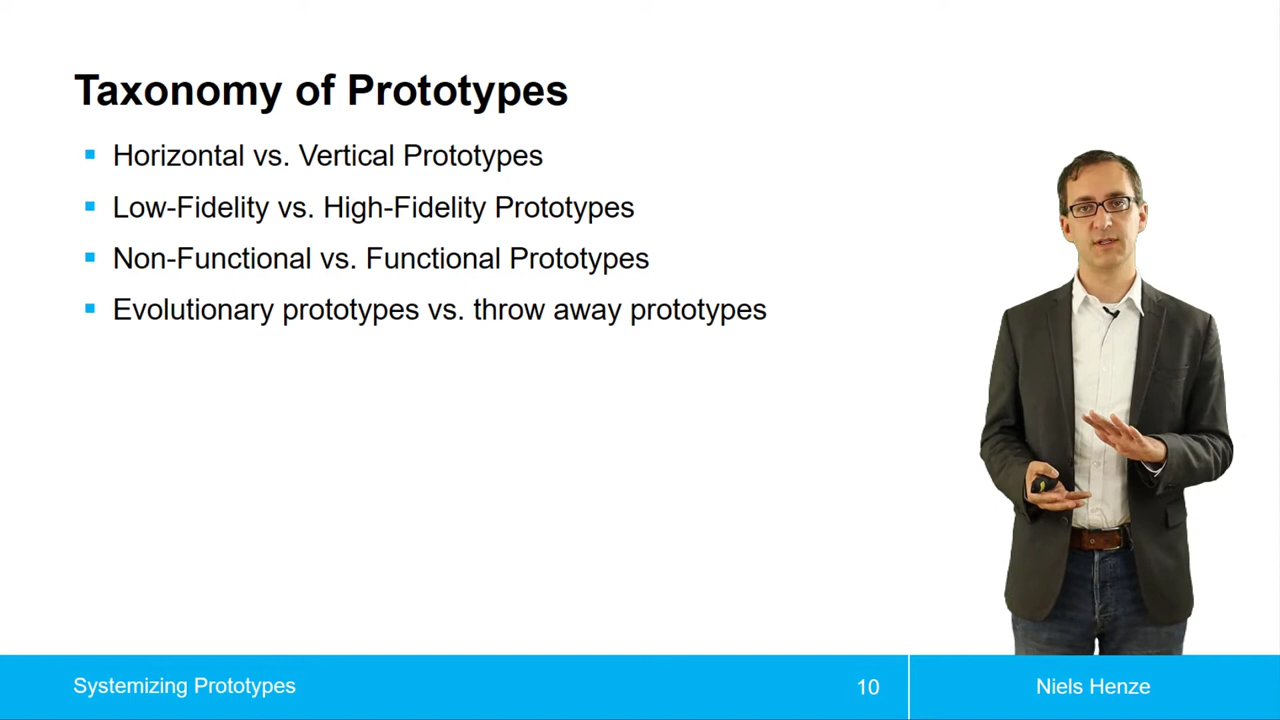 Taxonomy of Prototypes
Horizontal vs. Vertical Prototypes
Low-Fidelity vs. High-Fidelity Prototypes
Non-Functional vs. Functional Prototypes
Evolutionary prototypes vs. throw away prototypes
Systemizing Prototypes
10
Niels Henze